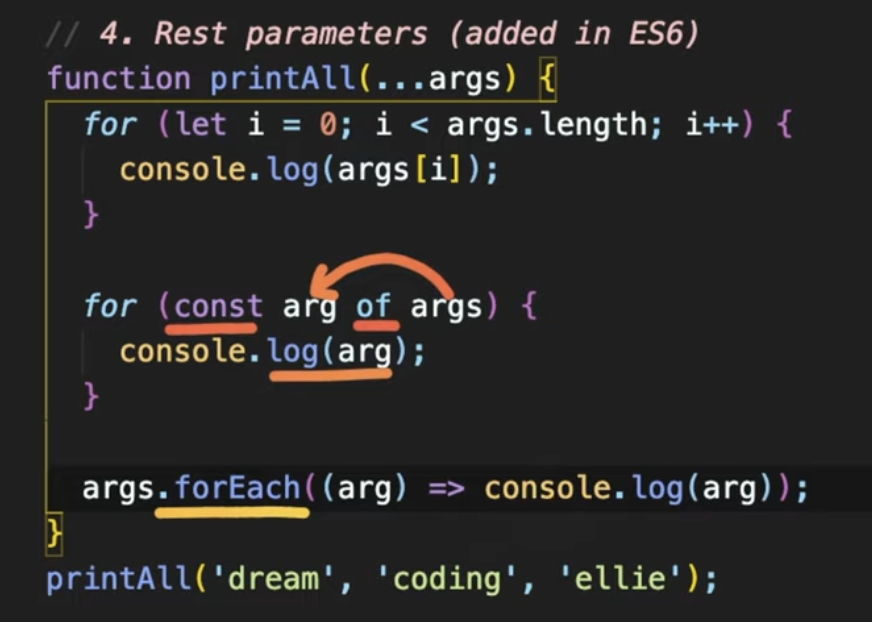 // 4. Rest parameters (added in ES6)
function printAll(...args) {
for (let i = 0; i < args.length; i++) {
console.log(args[i]);
}
for (const arg of args) {
console.log(arg);
}
args.forEach((arg) => console.log(arg));
}
printAll('dream', 'coding', 'ellie');